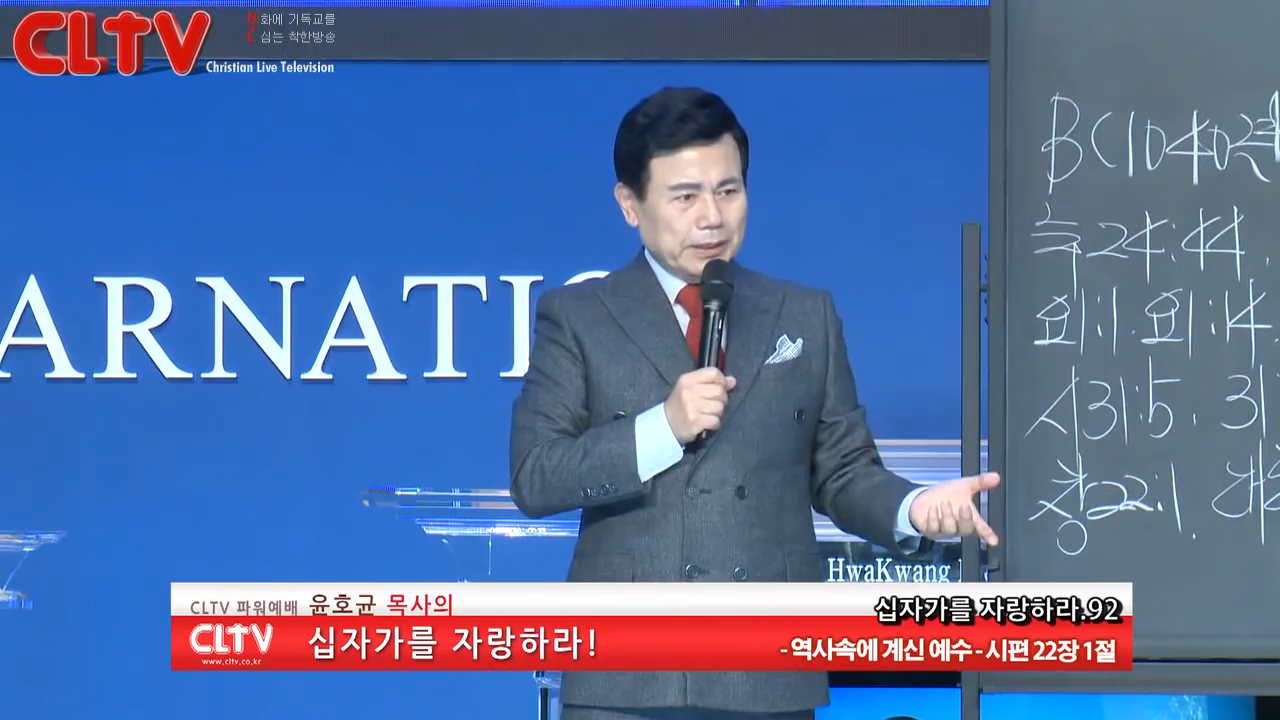 CLTV
화에 기독교를
심는 착한방송
Christian Live Television
ARNATI
BC1040
눅24:44.
요1:1. 요1:14
시31:5. 31:
창22:1
HwaKwang
CLTV 파워예배 윤호균 목사의
CLTV
www.cltv.co.kr
십자가를 자랑하라!
십자가를 자랑하라.92
- 역사속에 계신 예수 - 시편 22장 1절